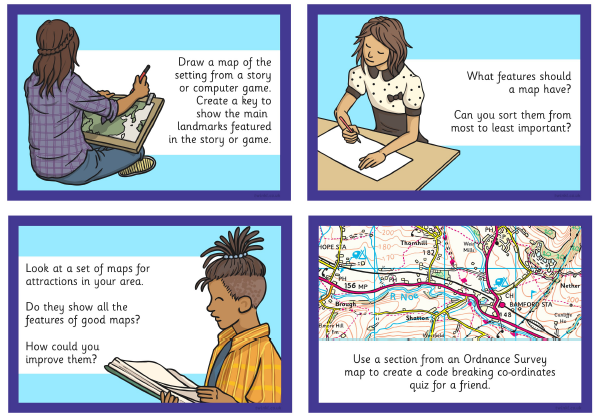 Draw a map of the
setting from a story
or computer game.
Create a key to
show the main
landmarks featured
in the story or game.
What features should
a map have?
Can you sort them from
most to least important?
Look at a set of maps for
attractions in your area.
Do they show all the
features of good maps?
How could you
improve them?
PH
HOPE STA
Thornhill
182
PH
156 MP
Brough
R No
CH
BAMFORD STA
Nether
Shatton
148
Use a section from an Ordnance Survey
map to create a code breaking co-ordinates
quiz for a friend.